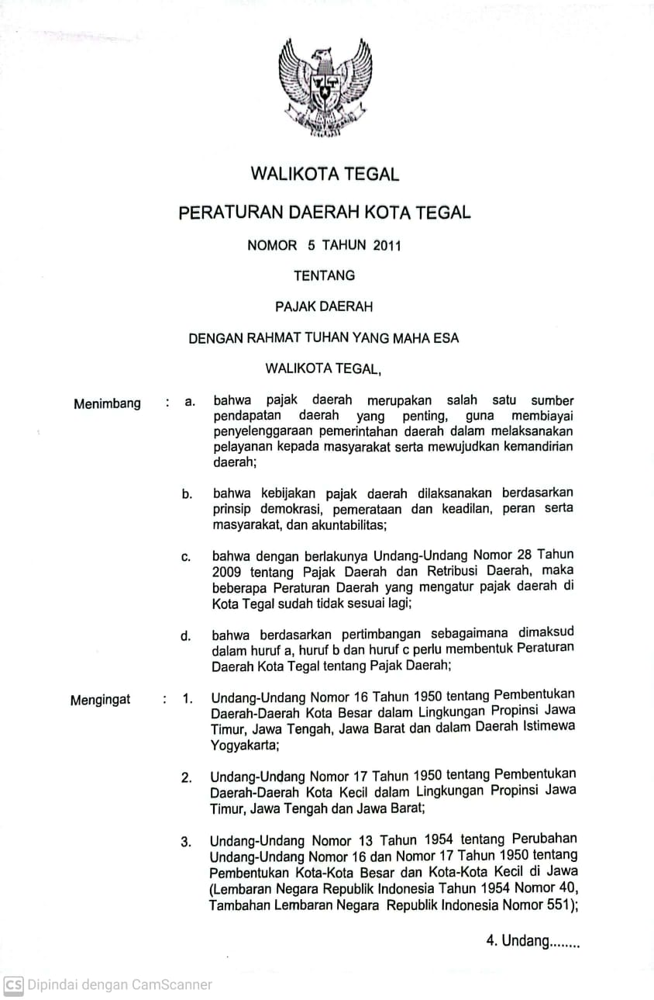 WALIKOTA TEGAL
PERATURAN DAERAH KOTA TEGAL
NOMOR 5 TAHUN 2011
TENTANG
PAJAK DAERAH
DENGAN RAHMAT TUHAN YANG MAHA ESA
WALIKOTA TEGAL,
Menimbang : a. bahwa pajak daerah merupakan salah satu sumber
pendapatan daerah yang penting, guna membiayai
penyelenggaraan pemerintahan daerah dalam melaksanakan
pelayanan kepada masyarakat serta mewujudkan kemandirian
daerah;
b. bahwa kebijakan pajak daerah dilaksanakan berdasarkan
prinsip demokrasi, pemerataan dan keadilan, peran serta
masyarakat, dan akuntabilitas;
c. bahwa dengan berlakunya Undang-Undang Nomor 28 Tahun
2009 tentang Pajak Daerah dan Retribusi Daerah, maka
beberapa Peraturan Daerah yang mengatur pajak daerah di
Kota Tegal sudah tidak sesuai lagi;
d. bahwa berdasarkan pertimbangan sebagaimana dimaksud
dalam huruf a, huruf b dan huruf c perlu membentuk Peraturan
Daerah Kota Tegal tentang Pajak Daerah;
Mengingat : 1. Undang-Undang Nomor 16 Tahun 1950 tentang Pembentukan
Daerah-Daerah Kota Besar dalam Lingkungan Propinsi Jawa
Timur, Jawa Tengah, Jawa Barat dan dalam Daerah Istimewa
Yogyakarta;
2. Undang-Undang Nomor 17 Tahun 1950 tentang Pembentukan
Daerah-Daerah Kota Kecil dalam Lingkungan Propinsi Jawa
Timur, Jawa Tengah dan Jawa Barat;
3. Undang-Undang Nomor 13 Tahun 1954 tentang Perubahan
Undang-Undang Nomor 16 dan Nomor 17 Tahun 1950 tentang
Pembentukan Kota-Kota Besar dan Kota-Kota Kecil di Jawa
(Lembaran Negara Republik Indonesia Tahun 1954 Nomor 40,
Tambahan Lembaran Negara Republik Indonesia Nomor 551);
4. Undang........
CS Dipindai dengan CamScanner